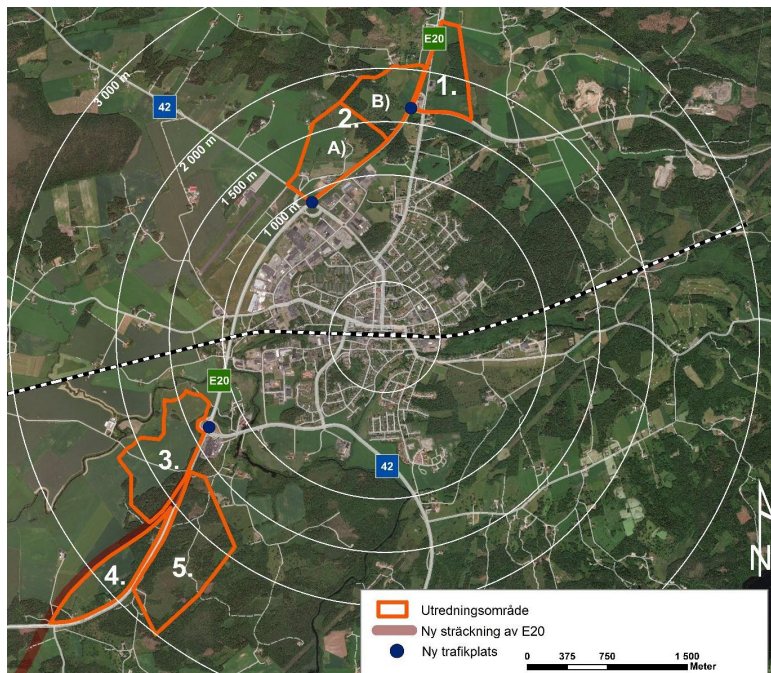 E20
3 000 m
42
1.
B)
2.
2 000 m
A)
1 500 m
1 000 m
E20
3.
42
4.
5.
N
Utredningsområde
Ny sträckning av E20
Ny trafikplats
0 375 750 1 500
Meter